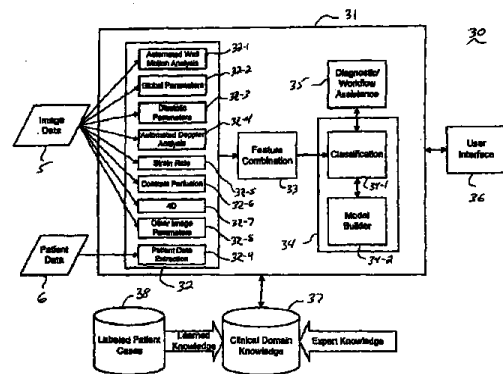 31
30
Automated Wall
Motion Analysis
32-1
Global Parameters
32-2
Diastolic
Parameters
32-3
Automated Doppler
Analysis
32-4
Strain Rate
32-5
Contrast Perfusion
32-6
4D
32-7
Other Image
Parameters
32-8
Patient Data
Extraction
32-4
32
Image
Data
5
Patient
Data
6
Feature
Combination
33
35
Diagnostic/
Workflow
Assistance
Classification
34-1
Model
Builder
34-2
34
User
Interface
36
38
Labeled Patient
Cases
Learned
Knowledge
37
Clinical Domain
Knowledge
Expert Knowledge